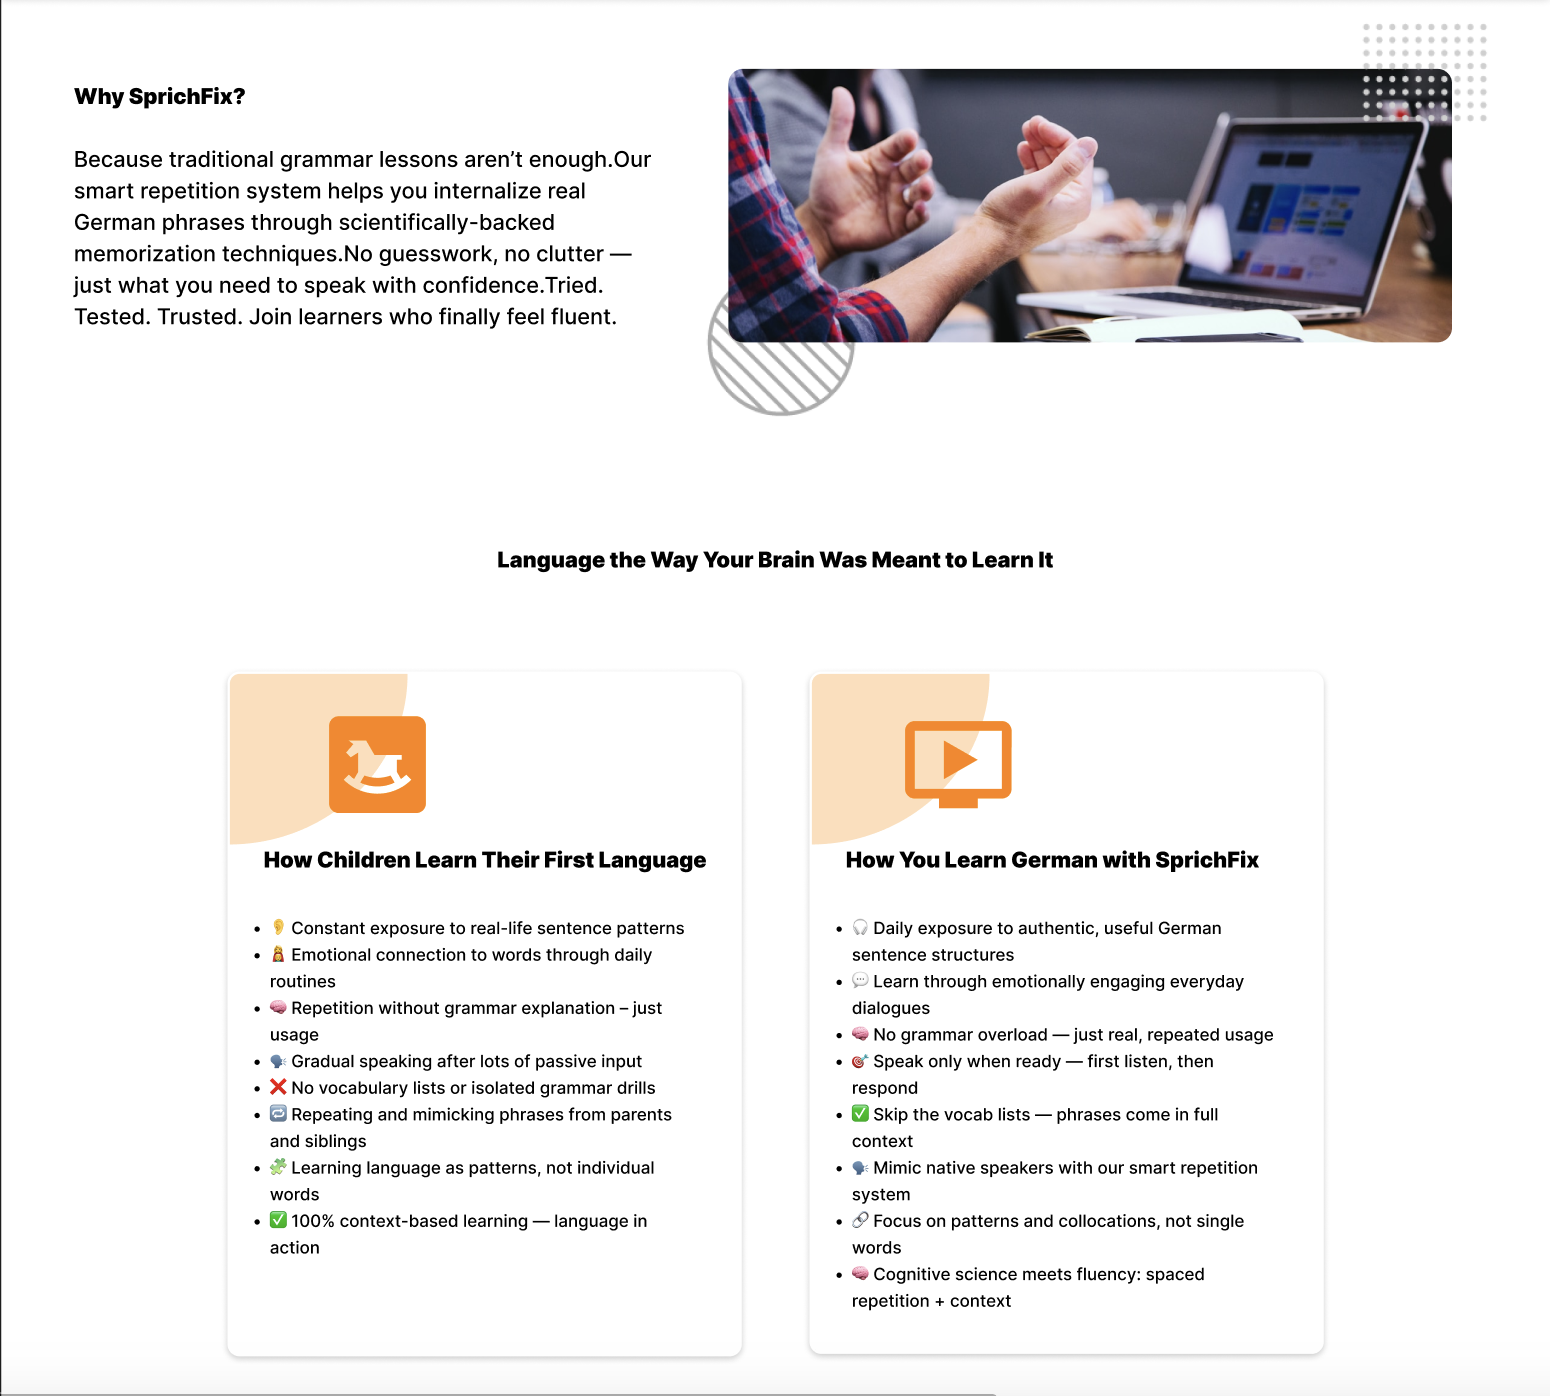 Why SprichFix?
Because traditional grammar lessons aren’t enough.Our
smart repetition system helps you internalize real
German phrases through scientifically-backed
memorization techniques.No guesswork, no clutter —
just what you need to speak with confidence.Tried.
Tested. Trusted. Join learners who finally feel fluent.
Language the Way Your Brain Was Meant to Learn It
How Children Learn Their First Language
• 👂 Constant exposure to real-life sentence patterns
• 👩‍👧 Emotional connection to words through daily
routines
• 🧠 Repetition without grammar explanation – just
usage
• 🗣️ Gradual speaking after lots of passive input
• ❌ No vocabulary lists or isolated grammar drills
• 🔁 Repeating and mimicking phrases from parents
and siblings
• 🧩 Learning language as patterns, not individual
words
• ✅ 100% context-based learning — language in
action
How You Learn German with SprichFix
• 🎧 Daily exposure to authentic, useful German
sentence structures
• 💬 Learn through emotionally engaging everyday
dialogues
• 🧠 No grammar overload — just real, repeated usage
• 🎯 Speak only when ready — first listen, then
respond
• ✅ Skip the vocab lists — phrases come in full
context
• 🗣️ Mimic native speakers with our smart repetition
system
• 🔗 Focus on patterns and collocations, not single
words
• 🧠 Cognitive science meets fluency: spaced
repetition + context